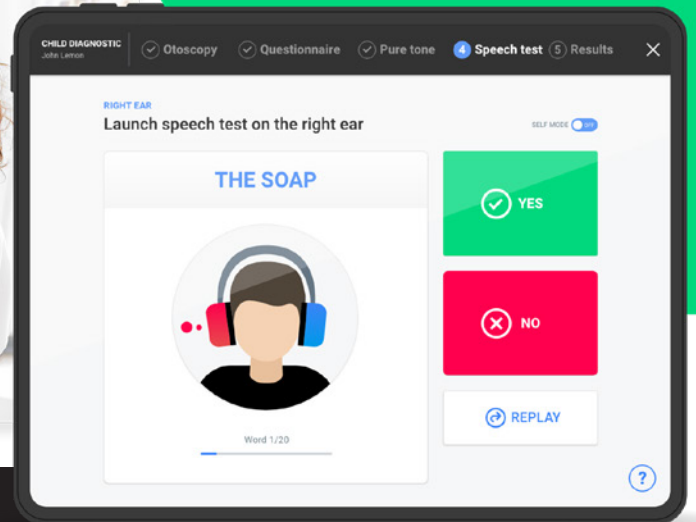 CHILD DIAGNOSTIC
John Lemon
Otoscopy
Questionnaire
Pure tone
4 Speech test
5 Results
RIGHT EAR
Launch speech test on the right ear
SELF MODE OFF
THE SOAP
YES
NO
Word 1/20
REPLAY
?